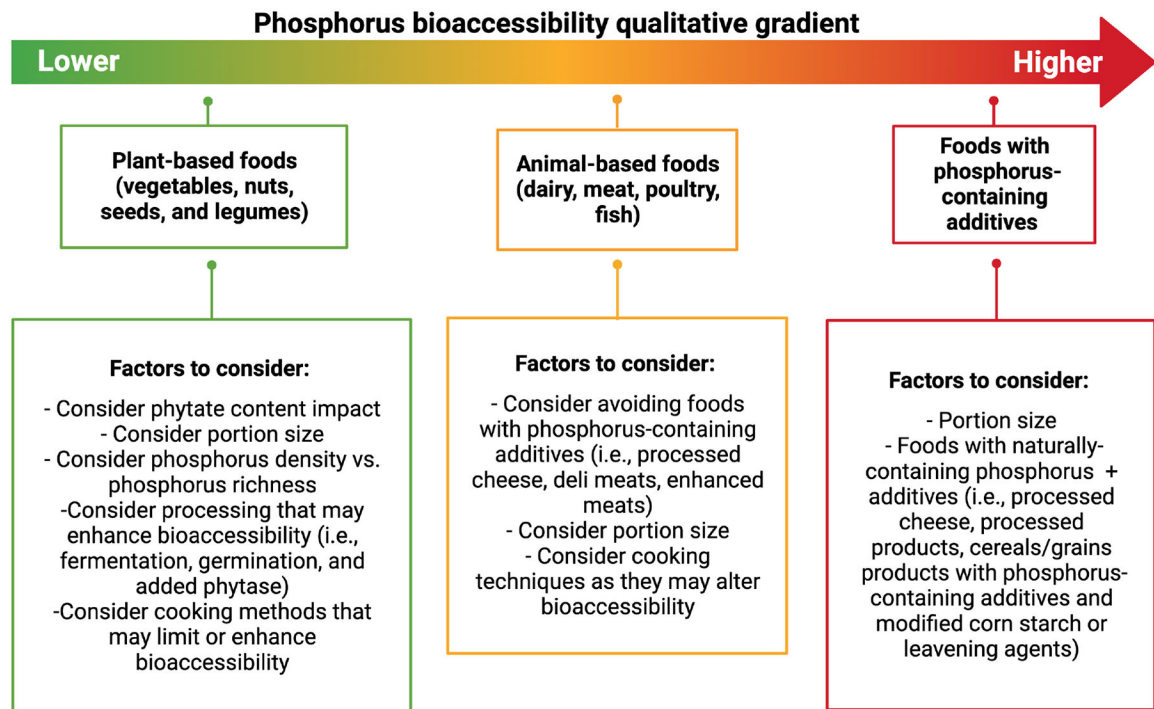 Phosphorus bioaccessibility qualitative gradient
Lower
Higher
Plant-based foods
(vegetables, nuts,
seeds, and legumes)
Animal-based foods
(dairy, meat, poultry,
fish)
Foods with
phosphorus-
containing
additives
Factors to consider:
- Consider phytate content impact
- Consider portion size
- Consider phosphorus density vs.
phosphorus richness
-Consider processing that may
enhance bioaccessibility (i.e.,
fermentation, germination, and
added phytase)
-Consider cooking methods that
may limit or enhance
bioaccessibility
Factors to consider:
- Consider avoiding foods
with phosphorus-containing
additives (i.e., processed
cheese, deli meats, enhanced
meats)
- Consider portion size
- Consider cooking
techniques as they may alter
bioaccessibility
Factors to consider:
- Portion size
- Foods with naturally-
containing phosphorus +
additives (i.e., processed
cheese, processed
products, cereals/grains
products with phosphorus-
containing additives and
modified corn starch or
leavening agents)